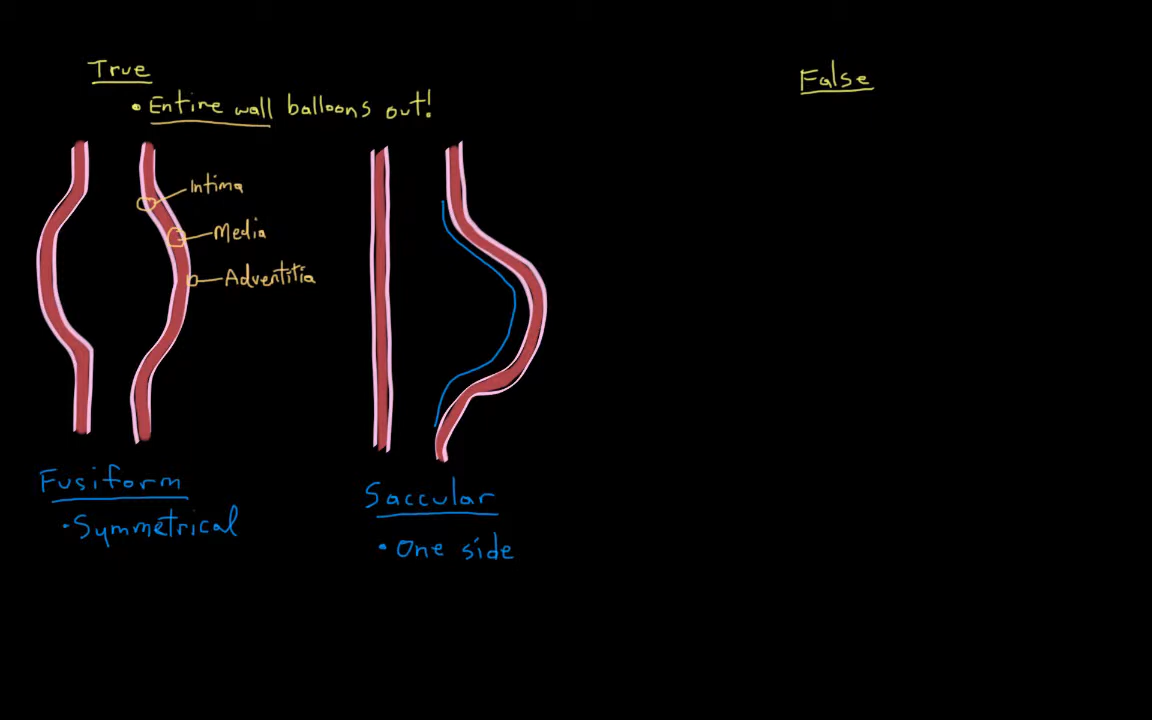 True
False
• Entire wall balloons out!
Intima
Media
Adventitia
Fusiform
• Symmetrical
Saccular
• One side